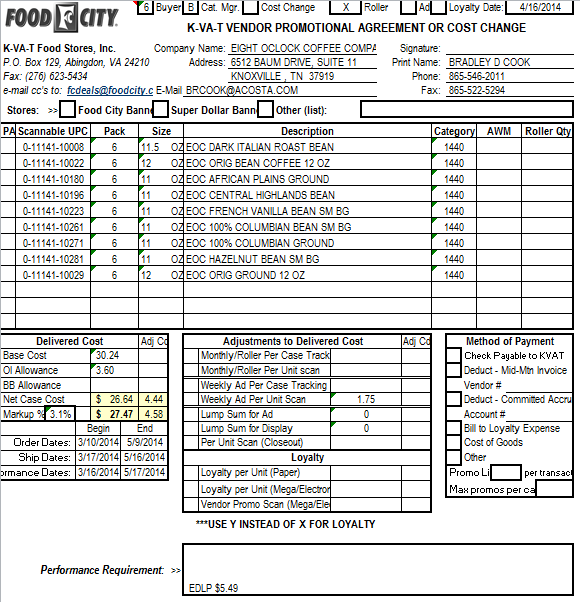 FOOD CITY
6 Buyer B Cat. Mgr. Cost Change X Roller Ad Loyalty Date: 4/16/2014
K-VA-T VENDOR PROMOTIONAL AGREEMENT OR COST CHANGE
K-VA-T Food Stores, Inc. Company Name: EIGHT OCLOCK COFFEE COMPA Signature:
P.O. Box 129, Abingdon, VA 24210 Address: 6512 BAUM DRIVE, SUITE 11 Print Name: BRADLEY D COOK
Fax: (276) 623-5434 KNOXVILLE , TN 37919 Phone: 865-546-2011
e-mail cc's to: fcdeals@foodcity.c E-Mail BRCOOK@ACOSTA.COM Fax: 865-522-5294
Stores: >> Food City Bann Super Dollar Bann Other (list):
PA Scannable UPC Pack Size Description Category AWM Roller Qty
0-11141-10008 6 11.5 OZ EOC DARK ITALIAN ROAST BEAN 1440
0-11141-10022 6 12 OZ EOC ORIG BEAN COFFEE 12 OZ 1440
0-11141-10180 6 11 OZ EOC AFRICAN PLAINS GROUND 1440
0-11141-10196 6 11 OZ EOC CENTRAL HIGHLANDS BEAN 1440
0-11141-10223 6 11 OZ EOC FRENCH VANILLA BEAN SM BG 1440
0-11141-10261 6 11 OZ EOC 100% COLUMBIAN BEAN SM BG 1440
0-11141-10271 6 11 OZ EOC 100% COLUMBIAN GROUND 1440
0-11141-10281 6 11 OZ EOC HAZELNUT BEAN SM BG 1440
0-11141-10029 6 12 OZ EOC ORIG GROUND 12 OZ 1440
Delivered Cost Adj Co
Base Cost 30.24
OI Allowance 3.60
BB Allowance
Net Case Cost $ 26.64 4.44
Markup % 3.1% $ 27.47 4.58
Begin End
Order Dates: 3/10/2014 5/9/2014
Ship Dates: 3/17/2014 5/16/2014
ormance Dates: 3/16/2014 5/17/2014
Adjustments to Delivered Cost Adj Co
Monthly/Roller Per Case Track
Monthly/Roller Per Unit scan
Weekly Ad Per Case Tracking
Weekly Ad Per Unit Scan 1.75
Lump Sum for Ad 0
Lump Sum for Display 0
Per Unit Scan (Closeout)
Loyalty
Loyalty per Unit (Paper)
Loyalty per Unit (Mega/Electror
Vendor Promo Scan (Mega/Ele
Method of Payment
Check Payable to KVAT
Deduct - Mid-Mtn Invoice
Vendor #
Deduct - Committed Accru
Account #
Bill to Loyalty Expense
Cost of Goods
Other
Promo Li per transact
Max promos per ca
***USE Y INSTEAD OF X FOR LOYALTY
Performance Requirement: >>
EDLP $5.49